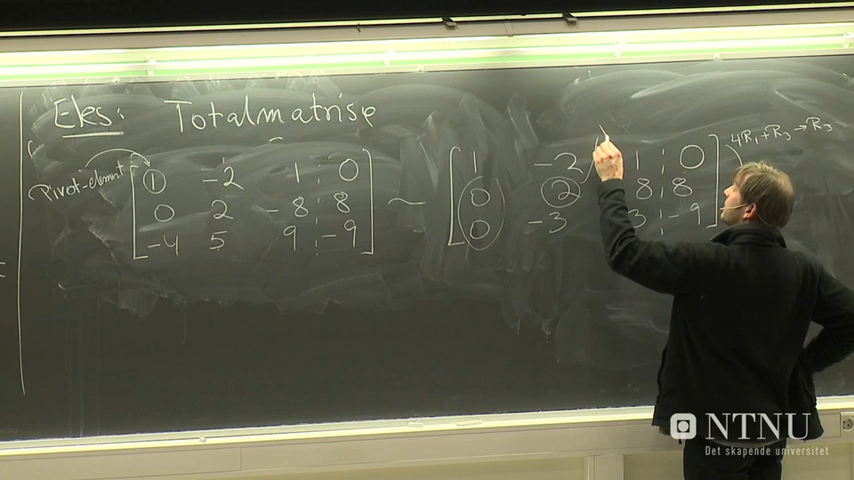 Eks: Totalmatrise
4R₁+R₃→R₃
Pivot-element
1 -2 1 0 ~ 1 -2 1 0
0 2 -8 8 0 2 8 8
-4 5 9 -9 0 -3 3 -9
NTNU
Det skapende universitet